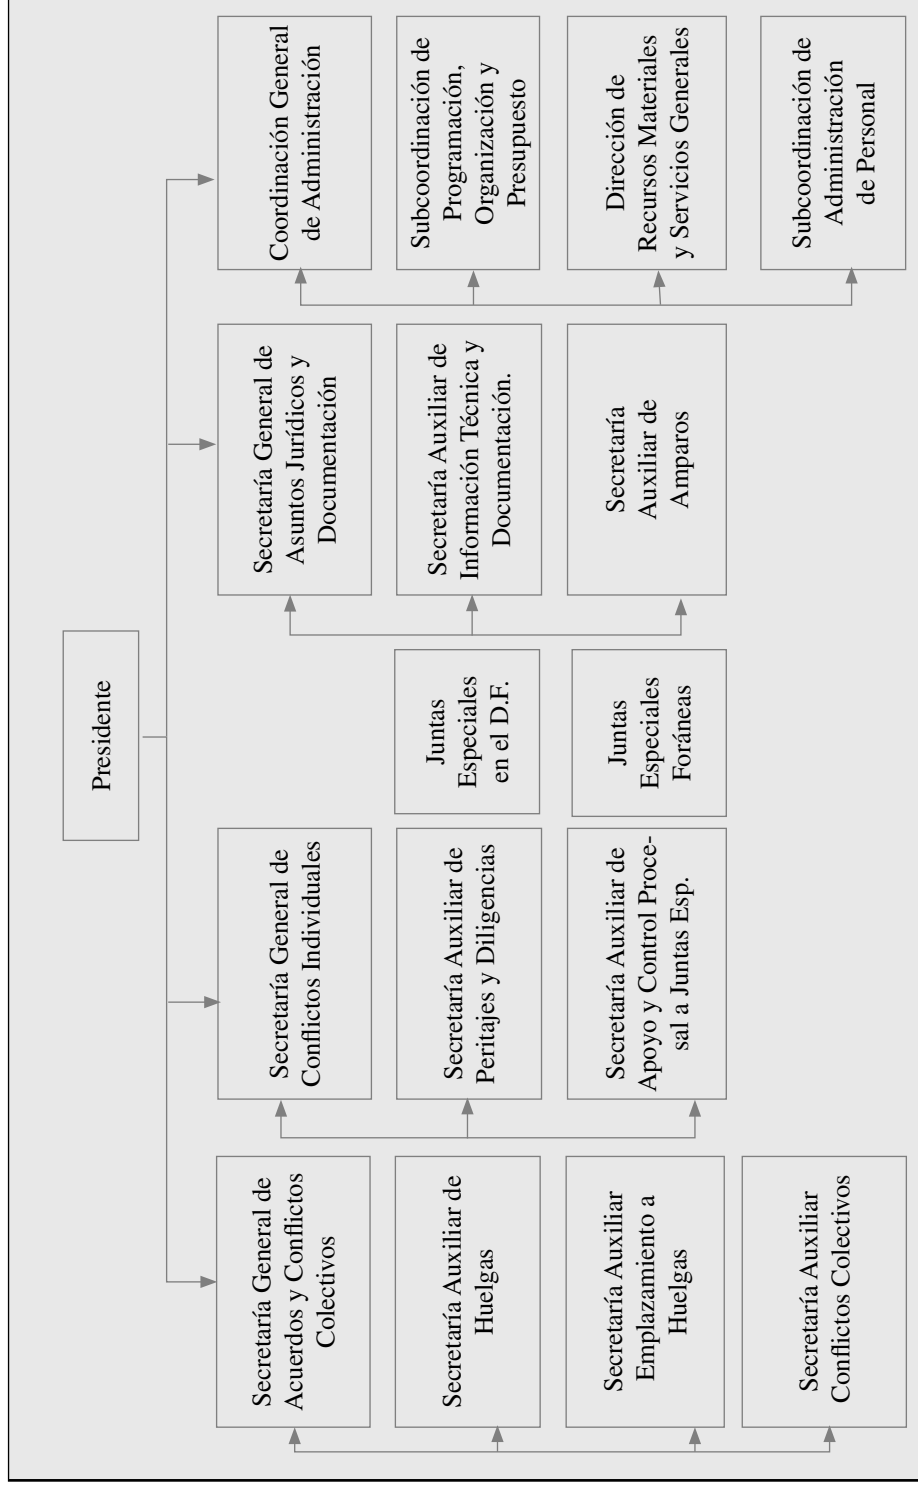 Presidente
Secretaría General de
Acuerdos y Conflictos
Colectivos
Secretaría General de
Conflictos Individuales
Secretaría General de
Asuntos Jurídicos y
Documentación
Coordinación General
de Administración
Secretaría Auxiliar de
Huelgas
Secretaría Auxiliar de
Peritajes y Diligencias
Juntas
Especiales
en el D.F.
Secretaría Auxiliar de
Información Técnica y
Documentación.
Subcoordinación de
Programación,
Organización y
Presupuesto
Secretaría Auxiliar
Emplazamiento a
Huelgas
Secretaría Auxiliar de
Apoyo y Control Proce-
sal a Juntas Esp.
Juntas
Especiales
Foráneas
Secretaría
Auxiliar de
Amparos
Dirección de
Recursos Materiales
y Servicios Generales
Secretaría Auxiliar
Conflictos Colectivos
Subcoordinación de
Administración
de Personal